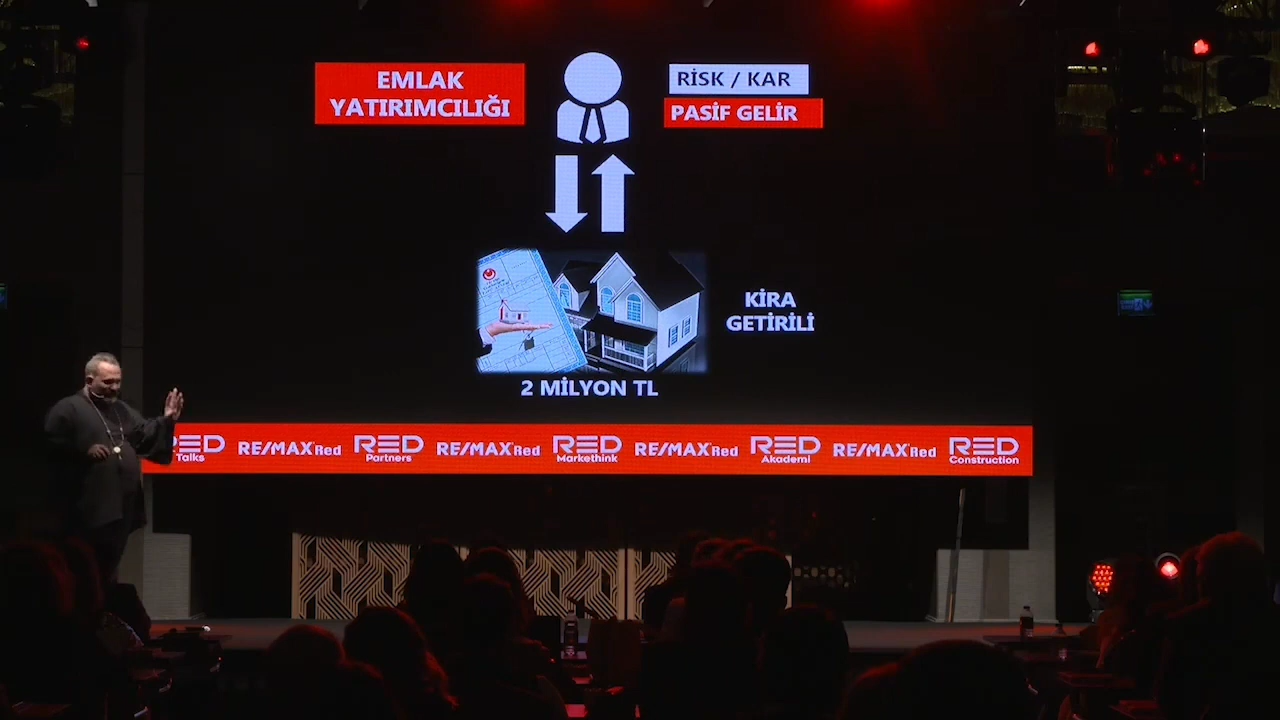 EMLAK
YATIRIMCILIĞI
RİSK / KAR
PASİF GELİR
KİRA
GETİRİLİ
2 MİLYON TL
RED Talks RE/MAX Red RED Partners RE/MAX Red RED Markethink RE/MAX Red RED Akademi RE/MAX Red RED Construction